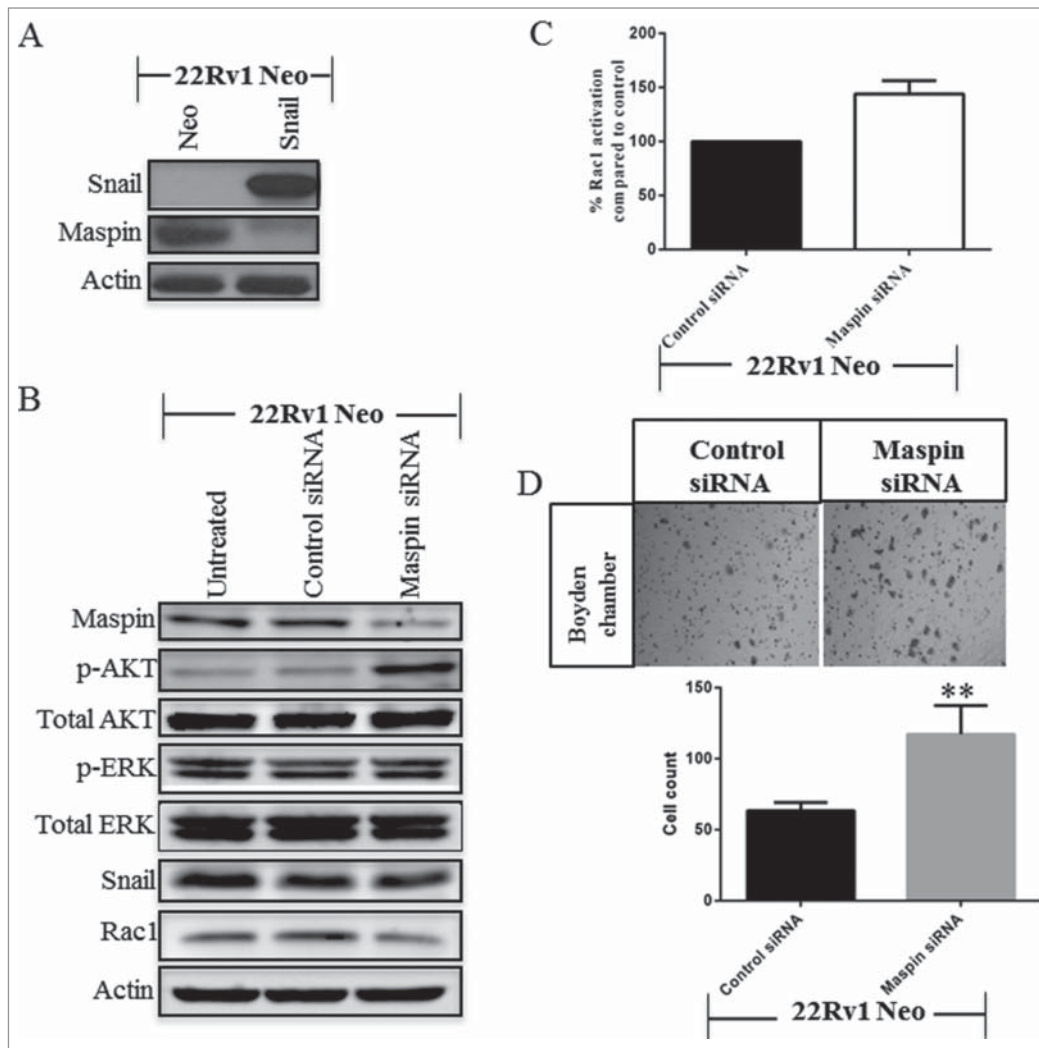 A
22Rv1 Neo
Neo
Snail
Snail
Maspin
Actin
B
22Rv1 Neo
Untreated
Control siRNA
Maspin siRNA
Maspin
p-AKT
Total AKT
p-ERK
Total ERK
Snail
Rac1
Actin
C
% Rac1 activation
compared to control
200
150
100
50
0
Control siRNA
Maspin siRNA
22Rv1 Neo
D
Control
siRNA
Maspin
siRNA
Boyden
chamber
Cell count
150
100
50
0
**
Control siRNA
Maspin siRNA
22Rv1 Neo